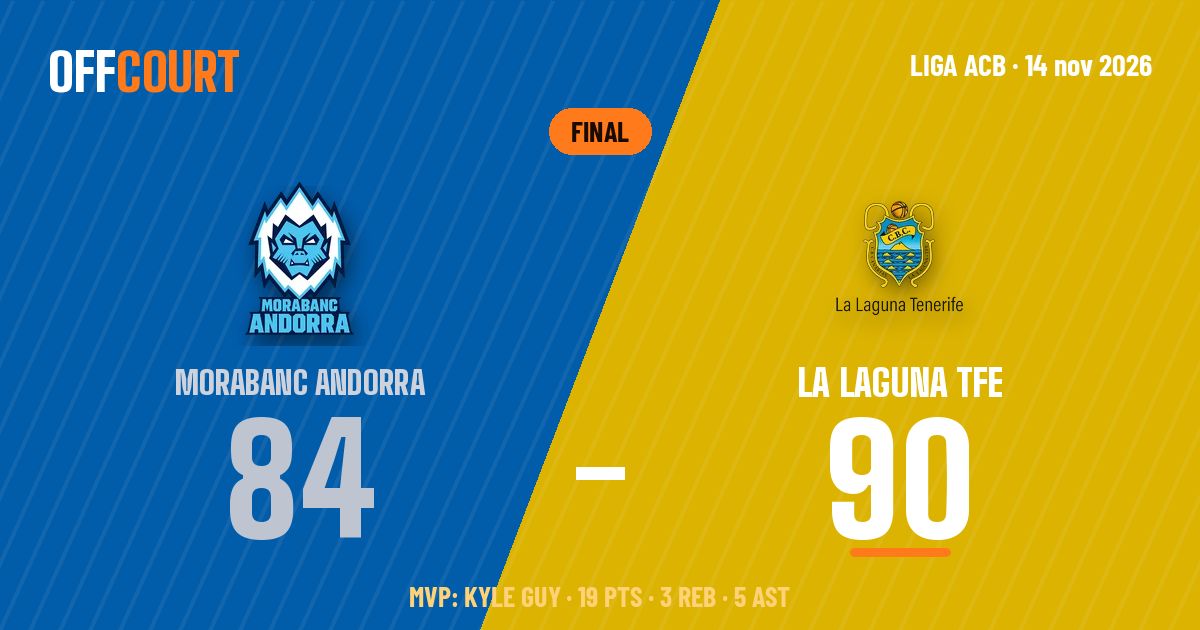 OFFCOURT
LIGA ACB · 14 nov 2026
FINAL
MORABANC
ANDORRA
C.B.C.
La Laguna Tenerife
MORABANC ANDORRA
LA LAGUNA TFE
84
–
90
MVP: KYLE GUY · 19 PTS · 3 REB · 5 AST